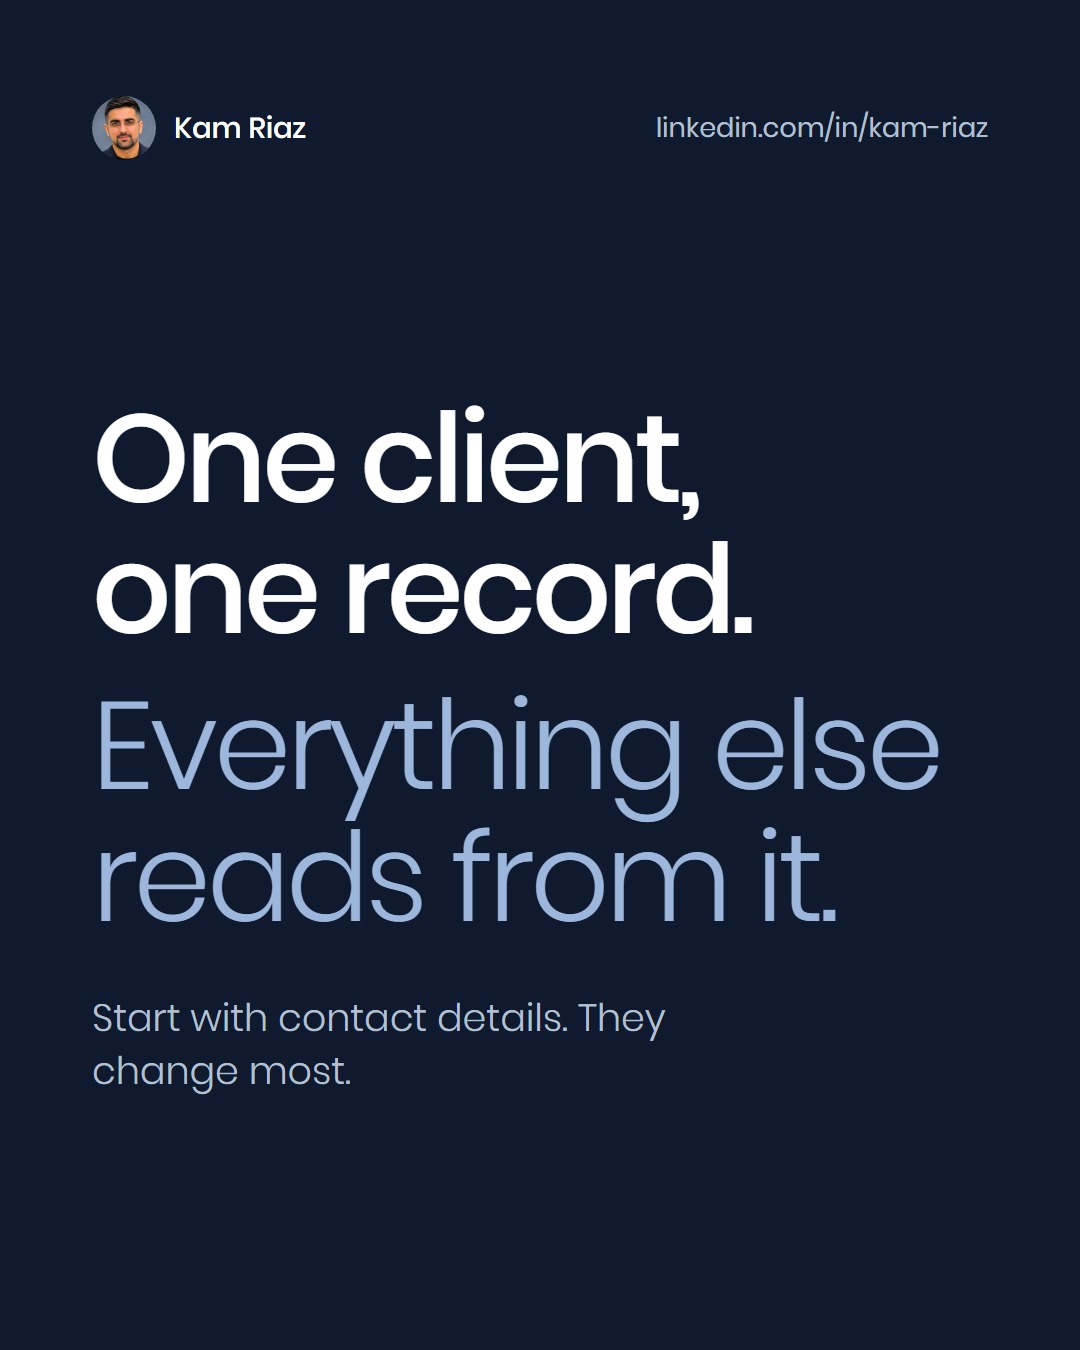 Kam Riaz
linkedin.com/in/kam-riaz
One client,
one record.
Everything else
reads from it.
Start with contact details. They
change most.